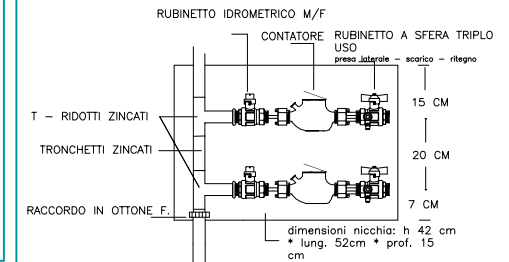 RUBINETTO IDROMETRICO M/F
CONTATORE
RUBINETTO A SFERA TRIPLO
USO
presa laterale – scarico – ritegno
15 CM
T – RIDOTTI ZINCATI
TRONCHETTI ZINCATI
20 CM
7 CM
RACCORDO IN OTTONE F.
dimensioni nicchia: h 42 cm
* lung. 52cm * prof. 15
cm